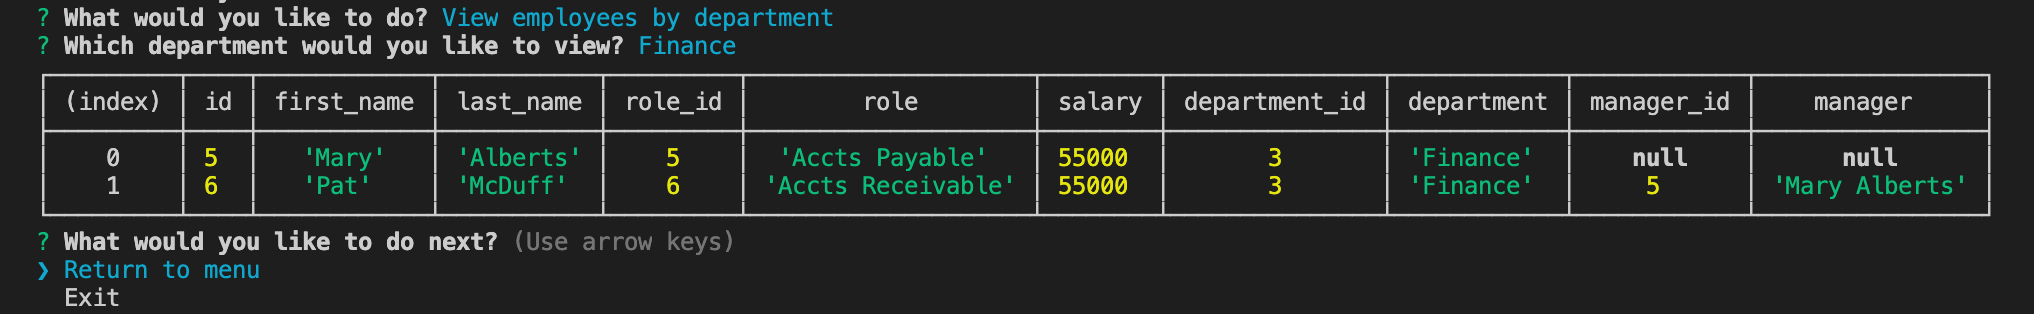 ? What would you like to do? View employees by department
? Which department would you like to view? Finance
(index) id first_name last_name role_id role salary department_id department manager_id manager
0 5 'Mary' 'Alberts' 5 'Accts Payable' 55000 3 'Finance' null null
1 6 'Pat' 'McDuff' 6 'Accts Receivable' 55000 3 'Finance' 5 'Mary Alberts'
? What would you like to do next? (Use arrow keys)
❯ Return to menu
Exit